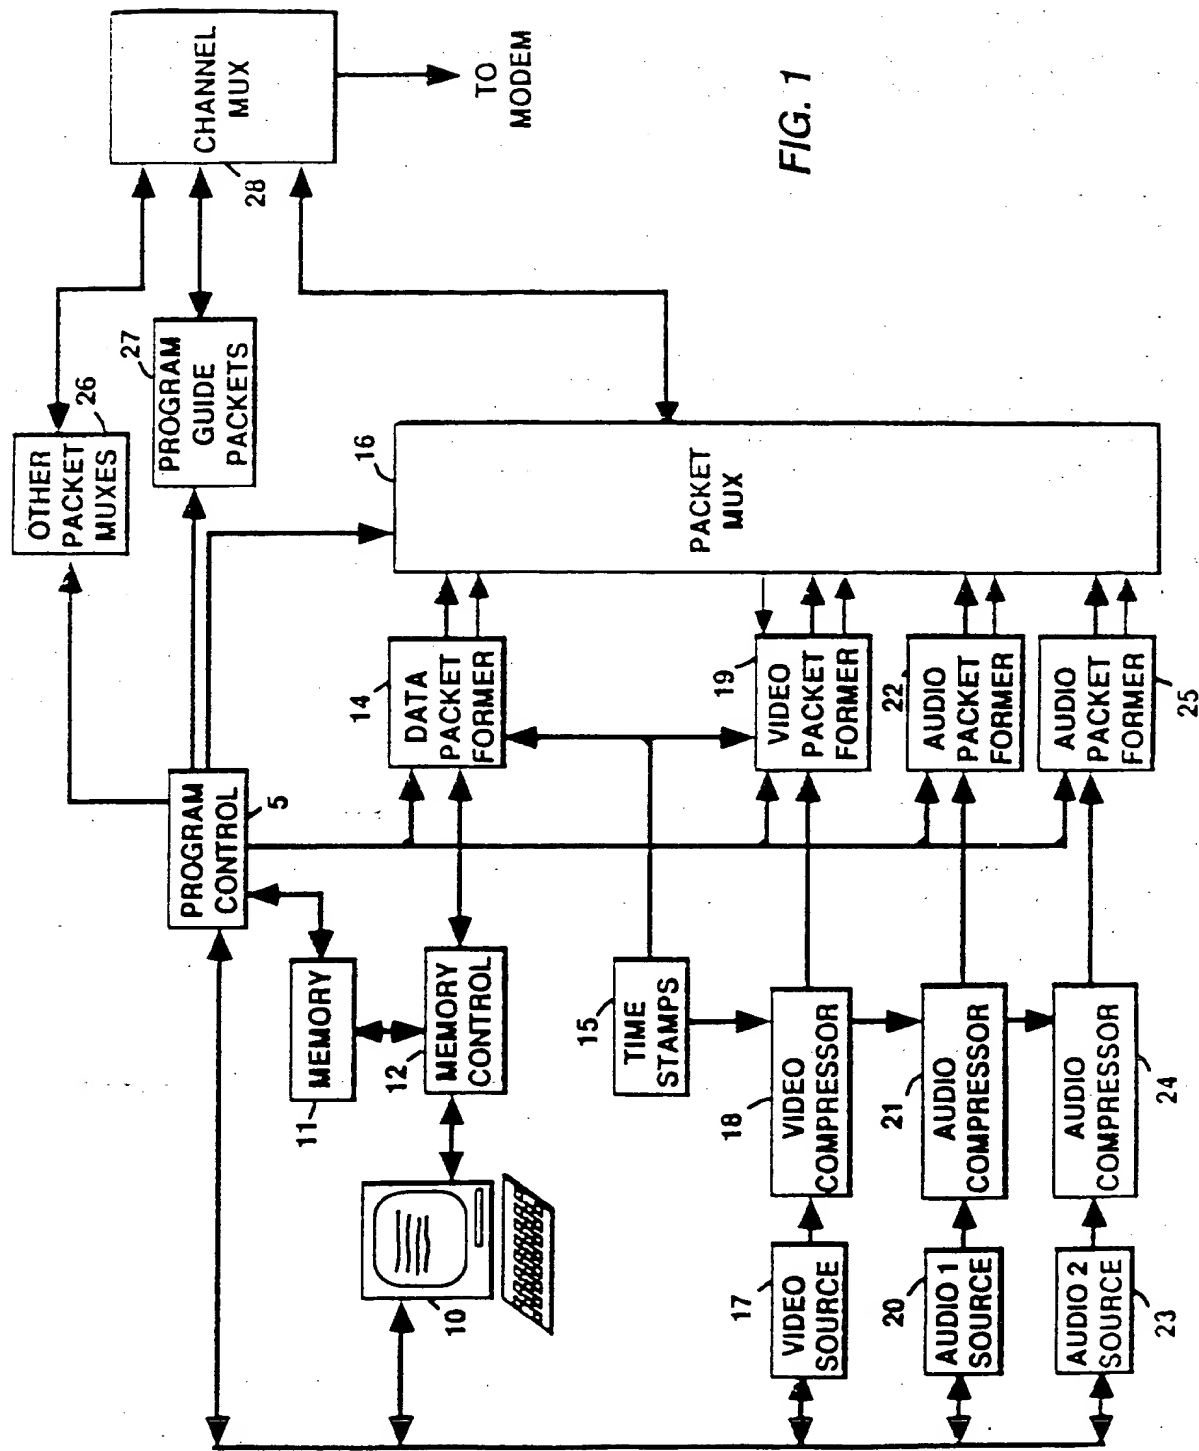 CHANNEL
MUX
28
TO
MODEM
FIG. 1
OTHER
PACKET
MUXES
26
27
PROGRAM
GUIDE
PACKETS
16
PACKET
MUX
PROGRAM
CONTROL
5
14
DATA
PACKET
FORMER
19
VIDEO
PACKET
FORMER
22
AUDIO
PACKET
FORMER
AUDIO
PACKET
FORMER
25
MEMORY
11
12
MEMORY
CONTROL
15
TIME
STAMPS
18
VIDEO
COMPRESSOR
21
AUDIO
COMPRESSOR
AUDIO
COMPRESSOR
24
10
17
VIDEO
SOURCE
20
AUDIO 1
SOURCE
AUDIO 2
SOURCE
23